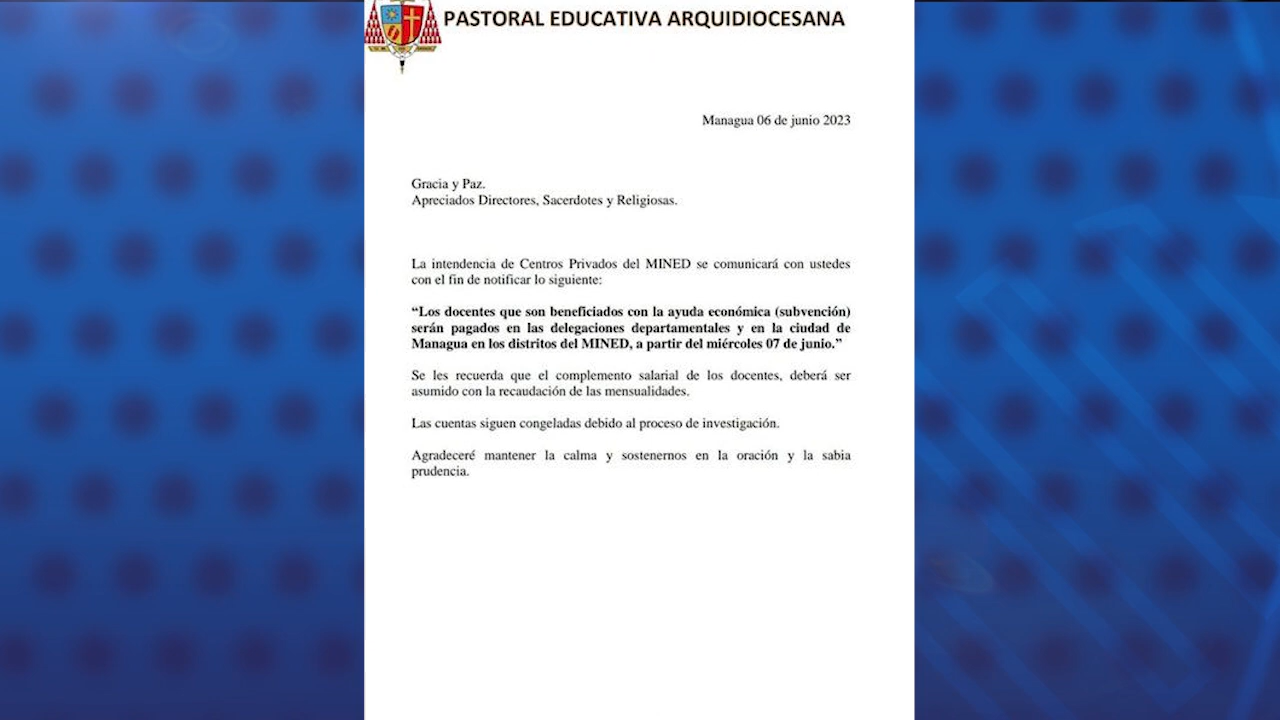 PASTORAL EDUCATIVA ARQUIDIOCESANA
Managua 06 de junio 2023
Gracia y Paz.
Apreciados Directores, Sacerdotes y Religiosas.
La intendencia de Centros Privados del MINED se comunicará con ustedes
con el fin de notificar lo siguiente:
“Los docentes que son beneficiados con la ayuda económica (subvención)
serán pagados en las delegaciones departamentales y en la ciudad de
Managua en los distritos del MINED, a partir del miércoles 07 de junio.”
Se les recuerda que el complemento salarial de los docentes, deberá ser
asumido con la recaudación de las mensualidades.
Las cuentas siguen congeladas debido al proceso de investigación.
Agradeceré mantener la calma y sostenernos en la oración y la sabia
prudencia.